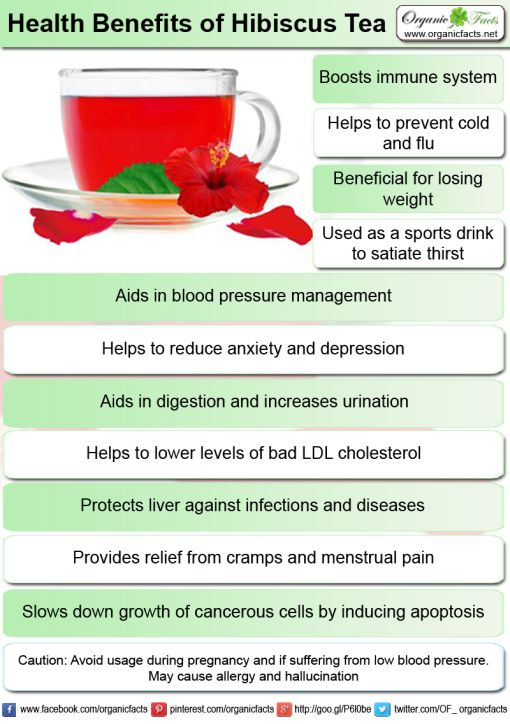 Health Benefits of Hibiscus Tea
Organic Facts
www.organicfacts.net
Boosts immune system
Helps to prevent cold
and flu
Beneficial for losing
weight
Used as a sports drink
to satiate thirst
Aids in blood pressure management
Helps to reduce anxiety and depression
Aids in digestion and increases urination
Helps to lower levels of bad LDL cholesterol
Protects liver against infections and diseases
Provides relief from cramps and menstrual pain
Slows down growth of cancerous cells by inducing apoptosis
Caution: Avoid usage during pregnancy and if suffering from low blood pressure.
May cause allergy and hallucination
www.facebook.com/organicfacts pinterest.com/organicfacts http://goo.gl/P6I0be twitter.com/OF_ organicfacts